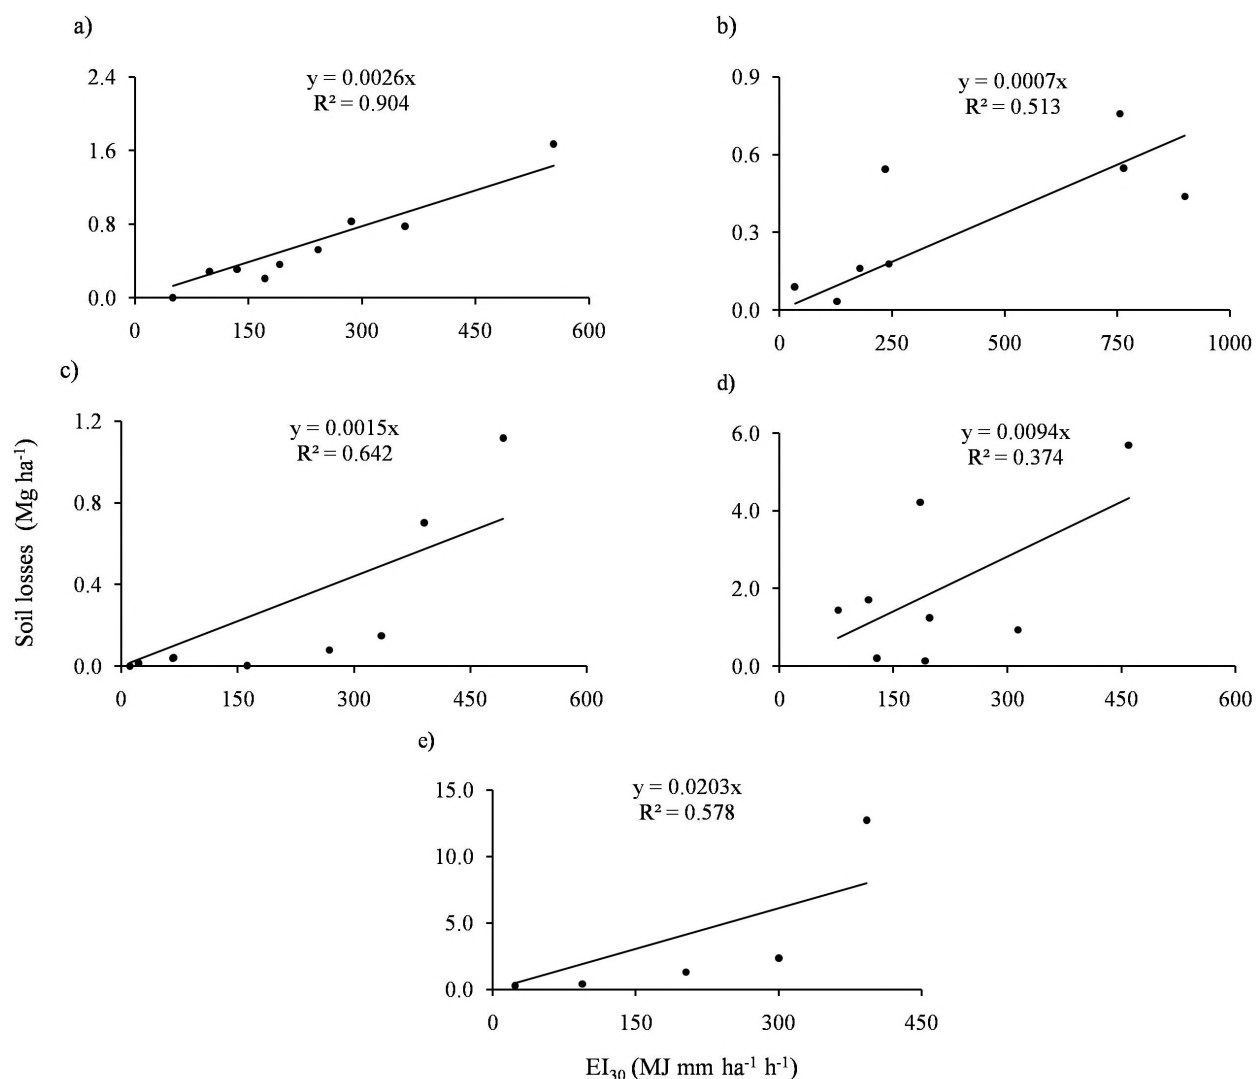 a)
y = 0.0026x
R² = 0.904
2.4
1.6
0.8
0.0
0 150 300 450 600
b)
y = 0.0007x
R² = 0.513
0.9
0.6
0.3
0.0
0 250 500 750 1000
c)
y = 0.0015x
R² = 0.642
1.2
0.8
0.4
0.0
0 150 300 450 600
d)
y = 0.0094x
R² = 0.374
6.0
4.0
2.0
0.0
0 150 300 450 600
Soil losses (Mg ha⁻¹)
e)
y = 0.0203x
R² = 0.578
15.0
10.0
5.0
0.0
0 150 300 450
EI₃₀ (MJ mm ha⁻¹ h⁻¹)